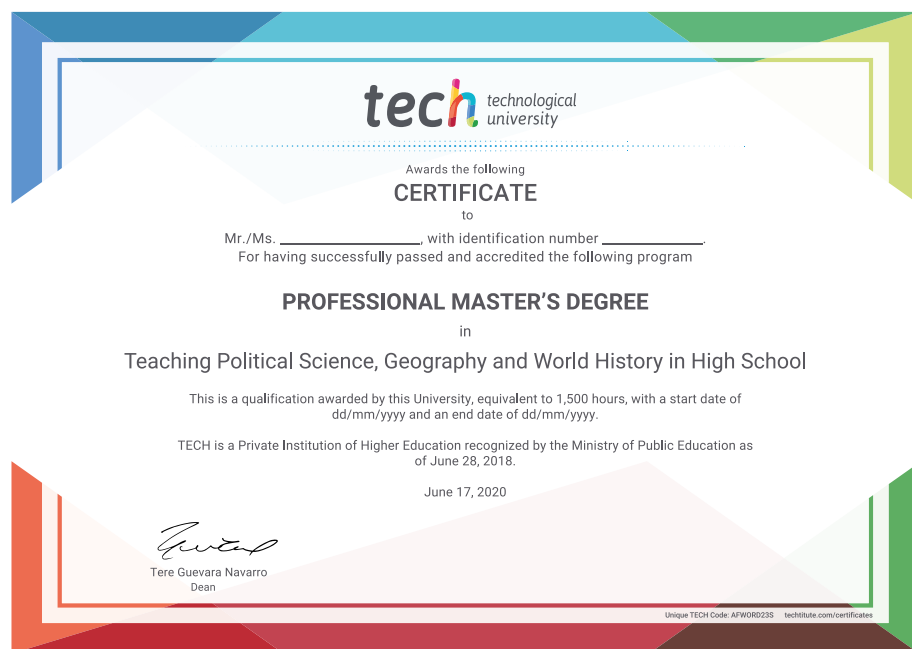 tech technological
university
Awards the following
CERTIFICATE
to
Mr./Ms. ____________, with identification number ____________.
For having successfully passed and accredited the following program
PROFESSIONAL MASTER'S DEGREE
in
Teaching Political Science, Geography and World History in High School
This is a qualification awarded by this University, equivalent to 1,500 hours, with a start date of
dd/mm/yyyy and an end date of dd/mm/yyyy.
TECH is a Private Institution of Higher Education recognized by the Ministry of Public Education as
of June 28, 2018.
June 17, 2020
Tere Guevara Navarro
Dean
Unique TECH Code: AFWORD23S techtitute.com/certificates